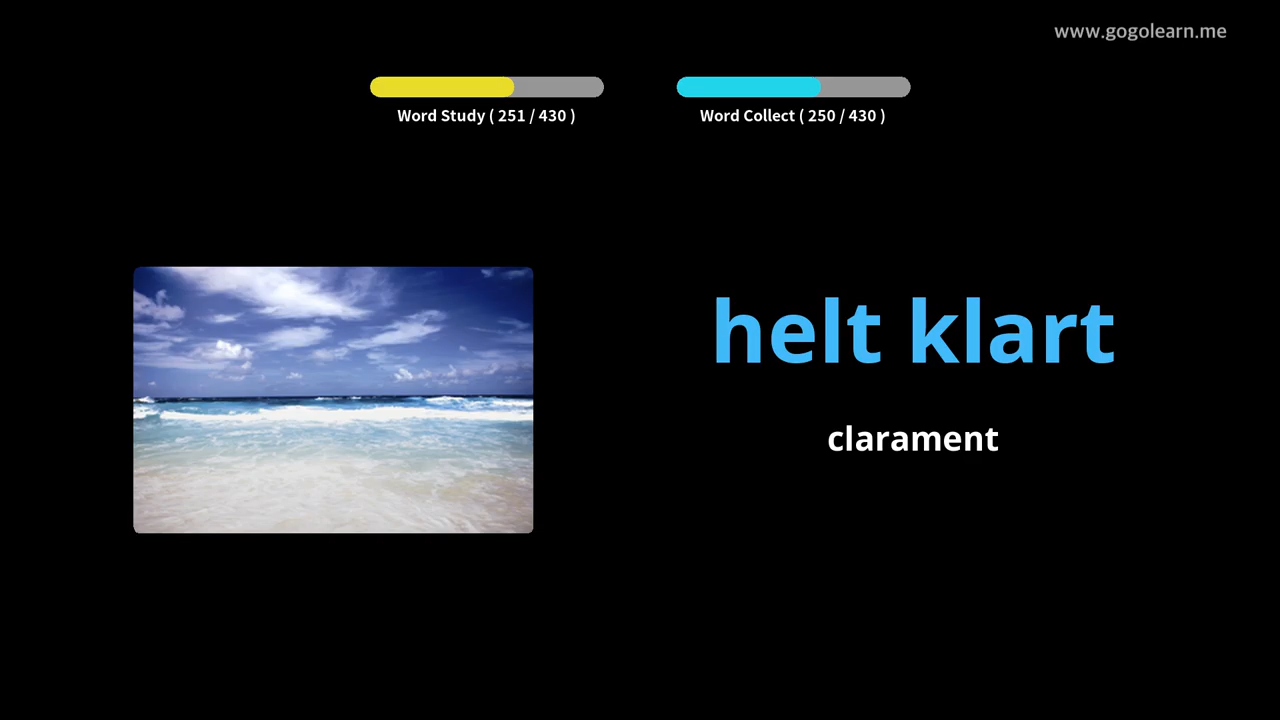 www.gogolearn.me
Word Study ( 251 / 430 )
Word Collect ( 250 / 430 )
helt klart
clarament